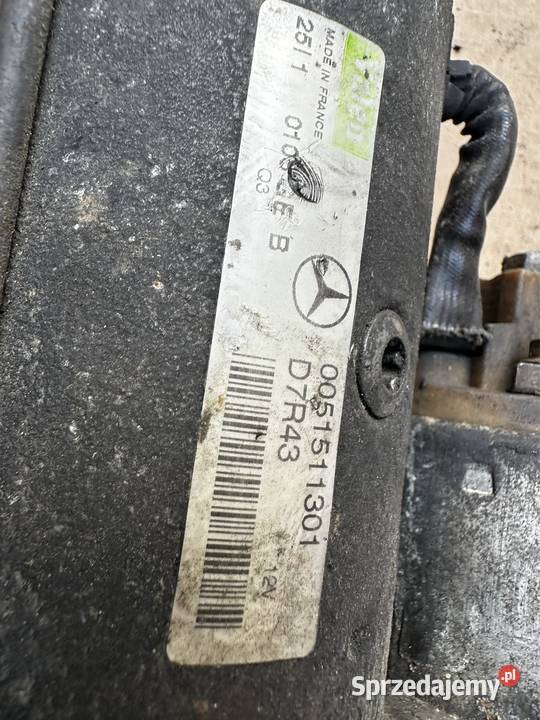 VALEO
MADE IN FRANCE
2511
B
Q3
0051511301
D7R43
12V
Sprzedajemy.pl